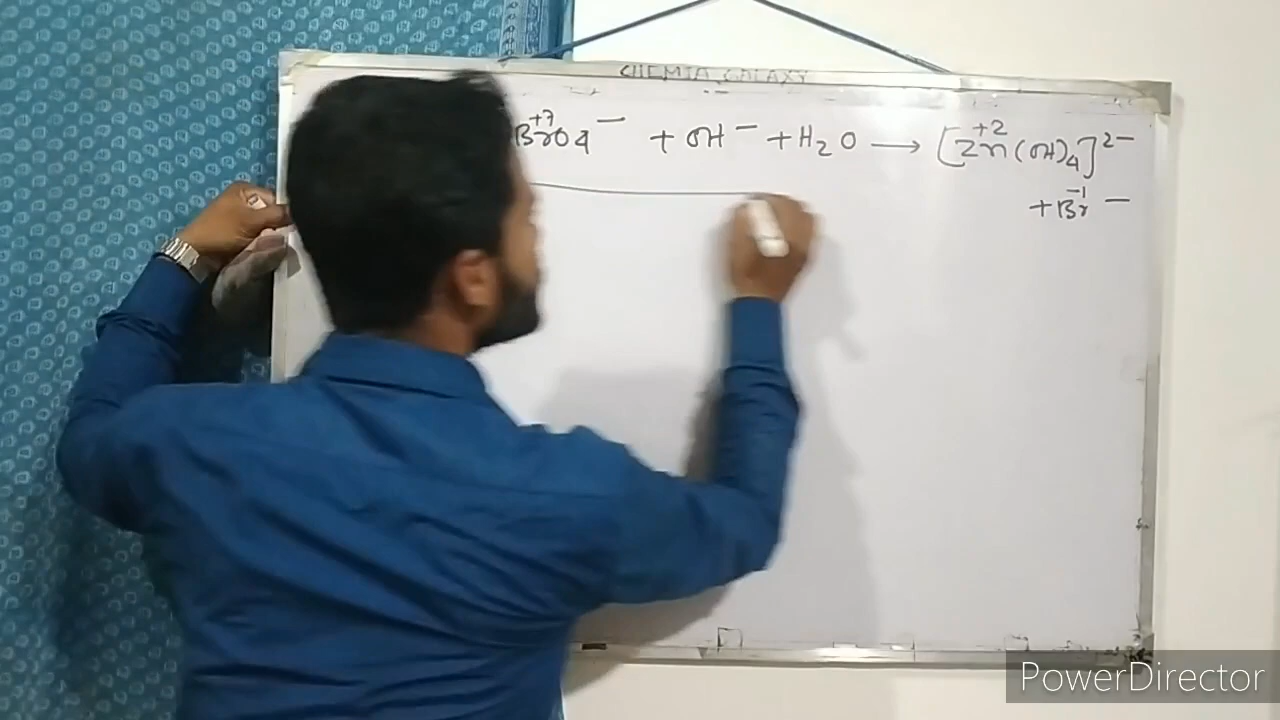 CHEMIA GALAXY
+7 +2
BrO4⁻ + OH⁻ + H₂O ⟶ [Zn(OH)₄]²⁻
-1
+ Br⁻
PowerDirector